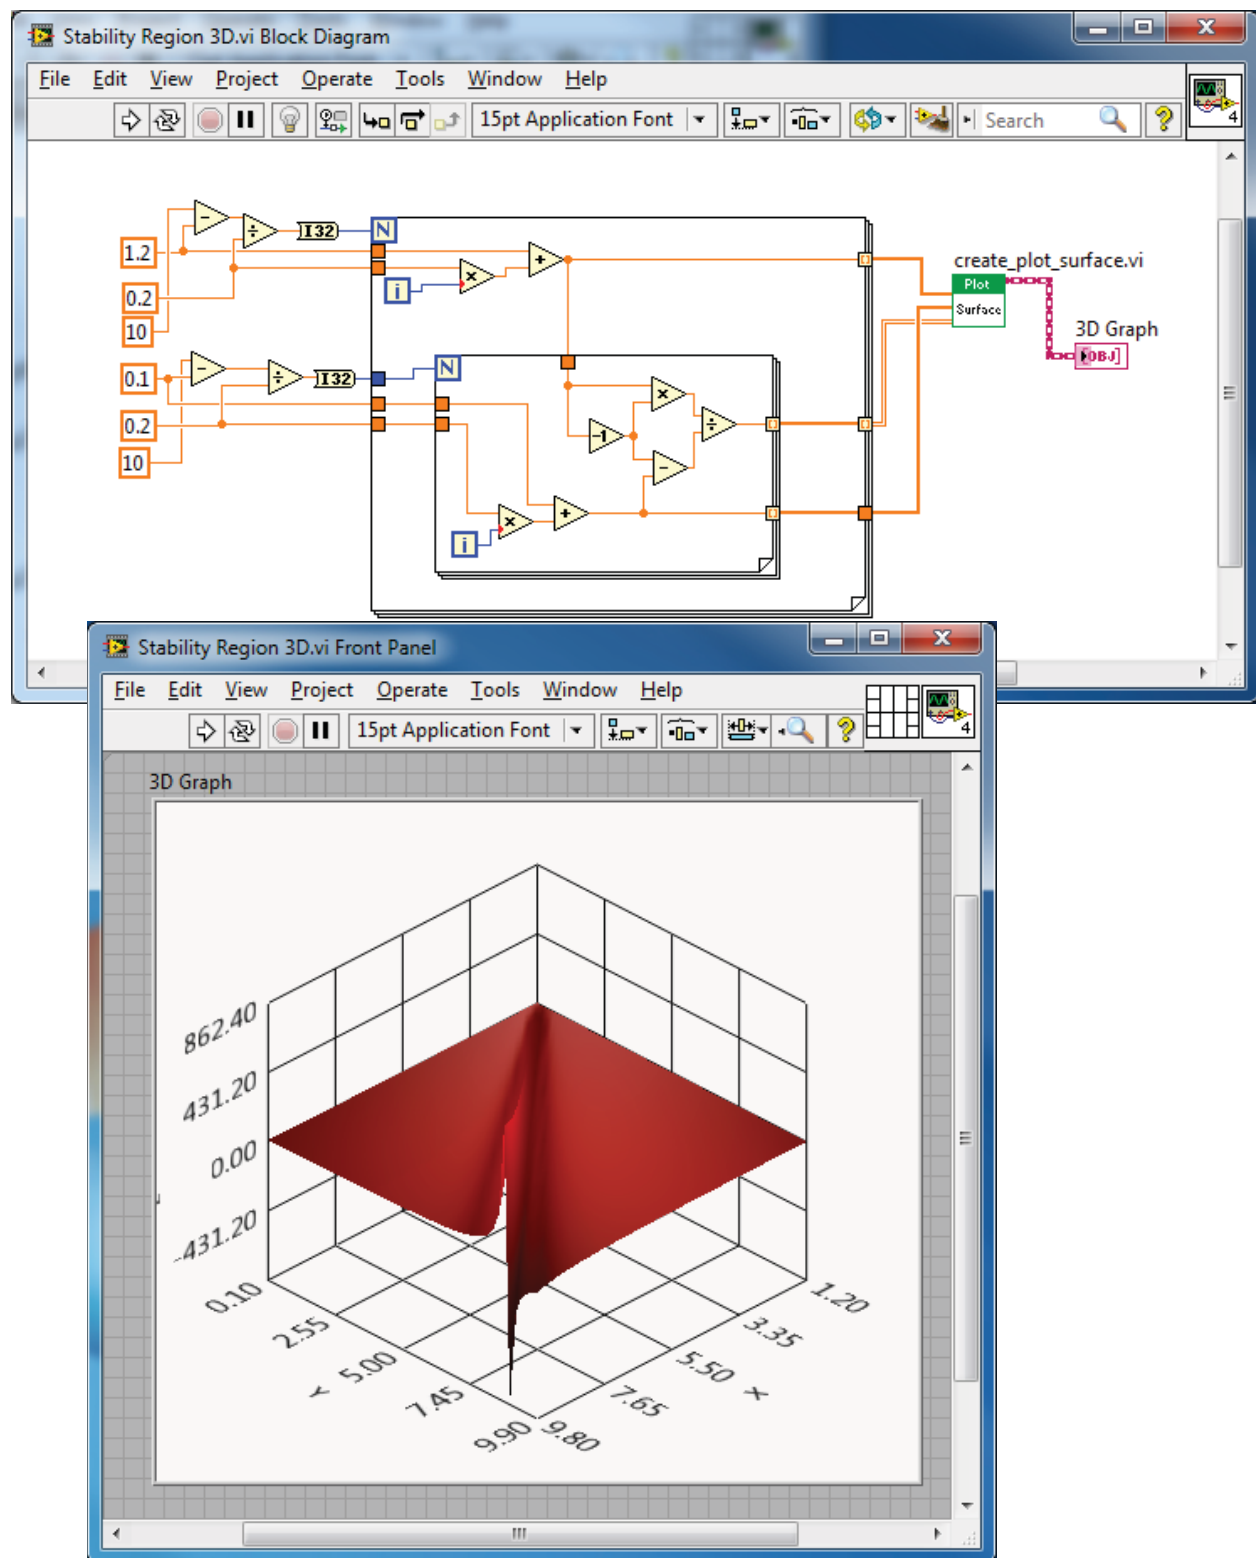 Stability Region 3D.vi Block Diagram
File Edit View Project Operate Tools Window Help
15pt Application Font Search
4
1.2
0.2
10
0.1
0.2
10
- ÷ I32 N
× + i
- ÷ I32 N
-1 × - ÷
× + i
create_plot_surface.vi
Plot
Surface
3D Graph
OBJ
Stability Region 3D.vi Front Panel
File Edit View Project Operate Tools Window Help
15pt Application Font
4
3D Graph
862.40
431.20
0.00
-431.20
0.10
2.55
5.00
7.45
9.90
Y
1.20
3.35
5.50
7.65
9.80
X